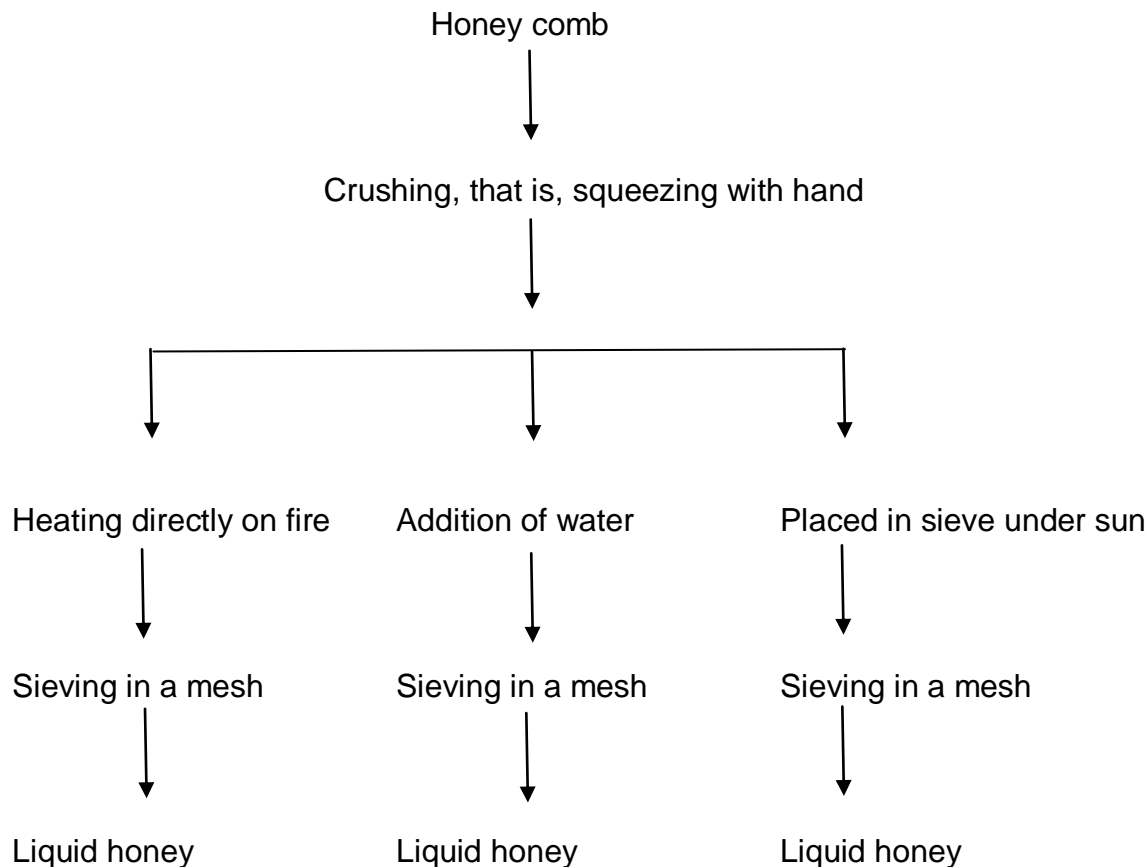 Honey comb
Crushing, that is, squeezing with hand
Heating directly on fire
Addition of water
Placed in sieve under sun
Sieving in a mesh
Sieving in a mesh
Sieving in a mesh
Liquid honey
Liquid honey
Liquid honey